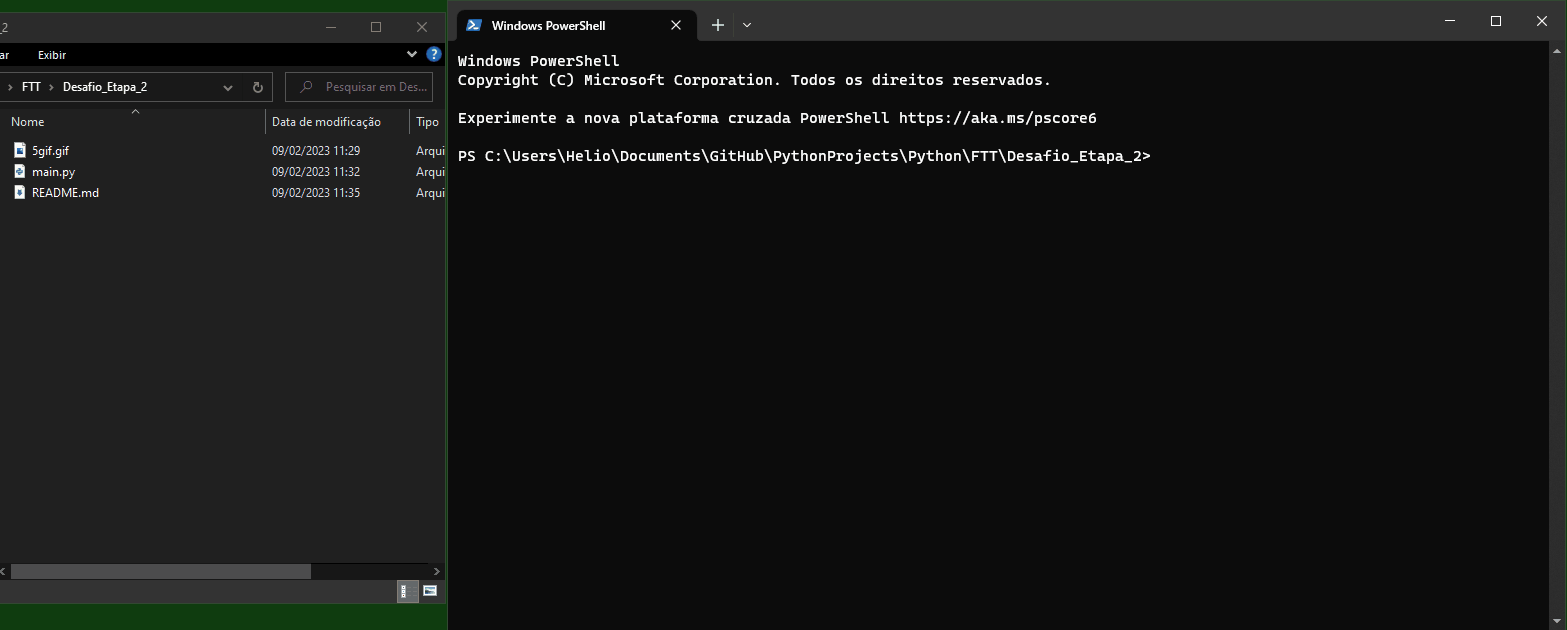 _2
ar Exibir
FTT Desafio_Etapa_2 Pesquisar em Des...
Nome Data de modificação Tipo
5gif.gif 09/02/2023 11:29 Arqui
main.py 09/02/2023 11:32 Arqui
README.md 09/02/2023 11:35 Arqui
Windows PowerShell
Windows PowerShell
Copyright (C) Microsoft Corporation. Todos os direitos reservados.
Experimente a nova plataforma cruzada PowerShell https://aka.ms/pscore6
PS C:\Users\Helio\Documents\GitHub\PythonProjects\Python\FTT\Desafio_Etapa_2>